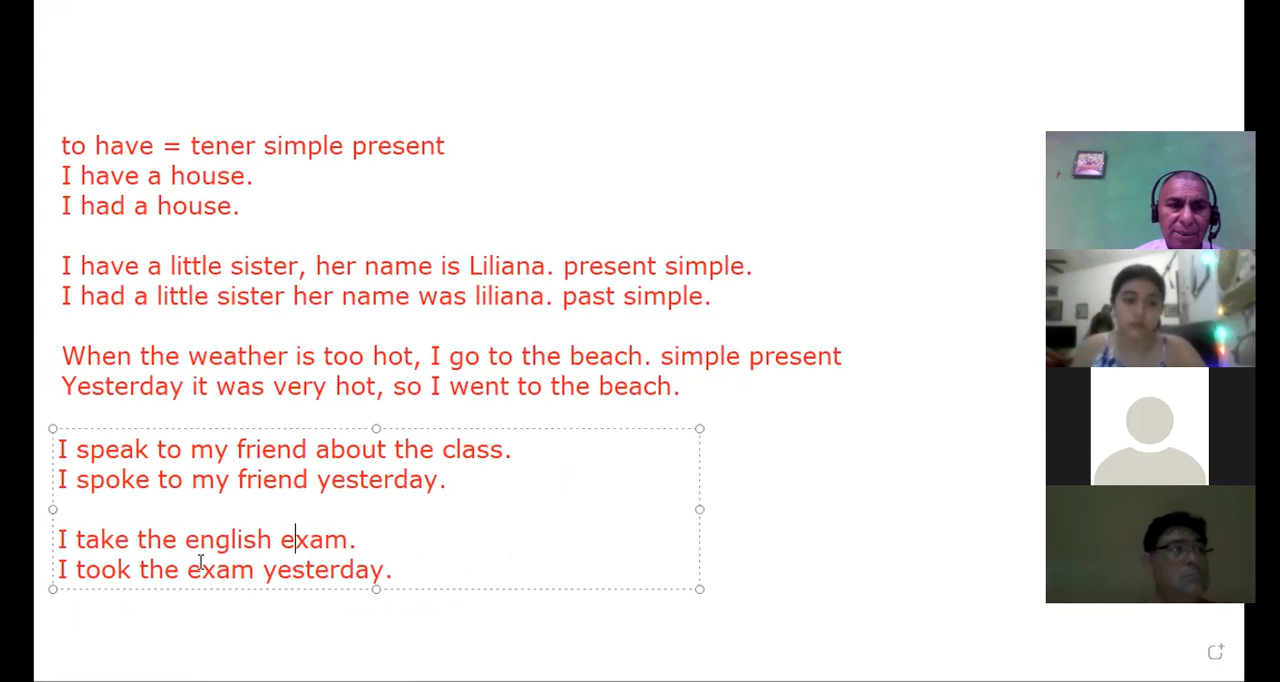 to have = tener simple present
I have a house.
I had a house.
I have a little sister, her name is Liliana. present simple.
I had a little sister her name was liliana. past simple.
When the weather is too hot, I go to the beach. simple present
Yesterday it was very hot, so I went to the beach.
I speak to my friend about the class.
I spoke to my friend yesterday.
I take the english exam.
I took the exam yesterday.